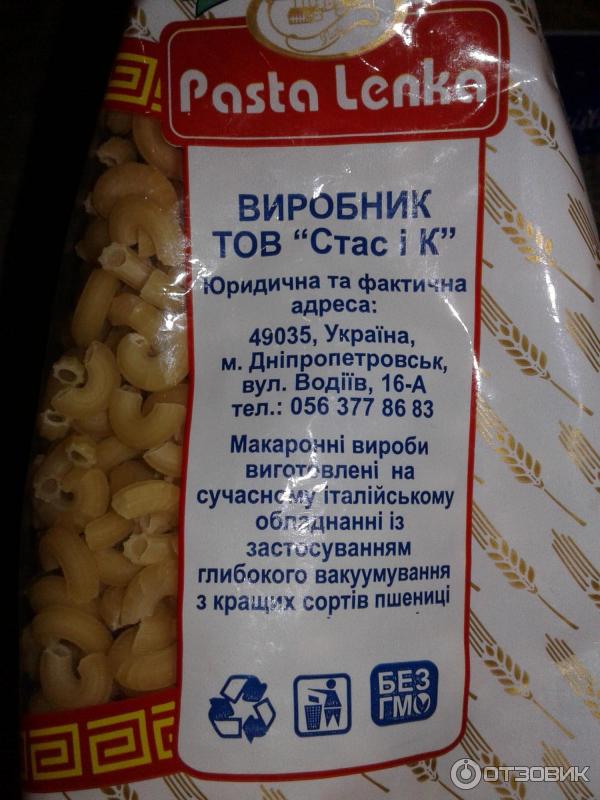 Pasta Lenka
ВИРОБНИК
ТОВ “Стас і К”
Юридична та фактична
адреса:
49035, Україна,
м. Дніпропетровськ,
вул. Водіїв, 16-А
тел.: 056 377 86 83
Макаронні вироби
виготовлені на
сучасному італійському
обладнанні із
застосуванням
глибокого вакуумування
з кращих сортів пшениці
БЕЗ
ГМО
ОТЗОВИК